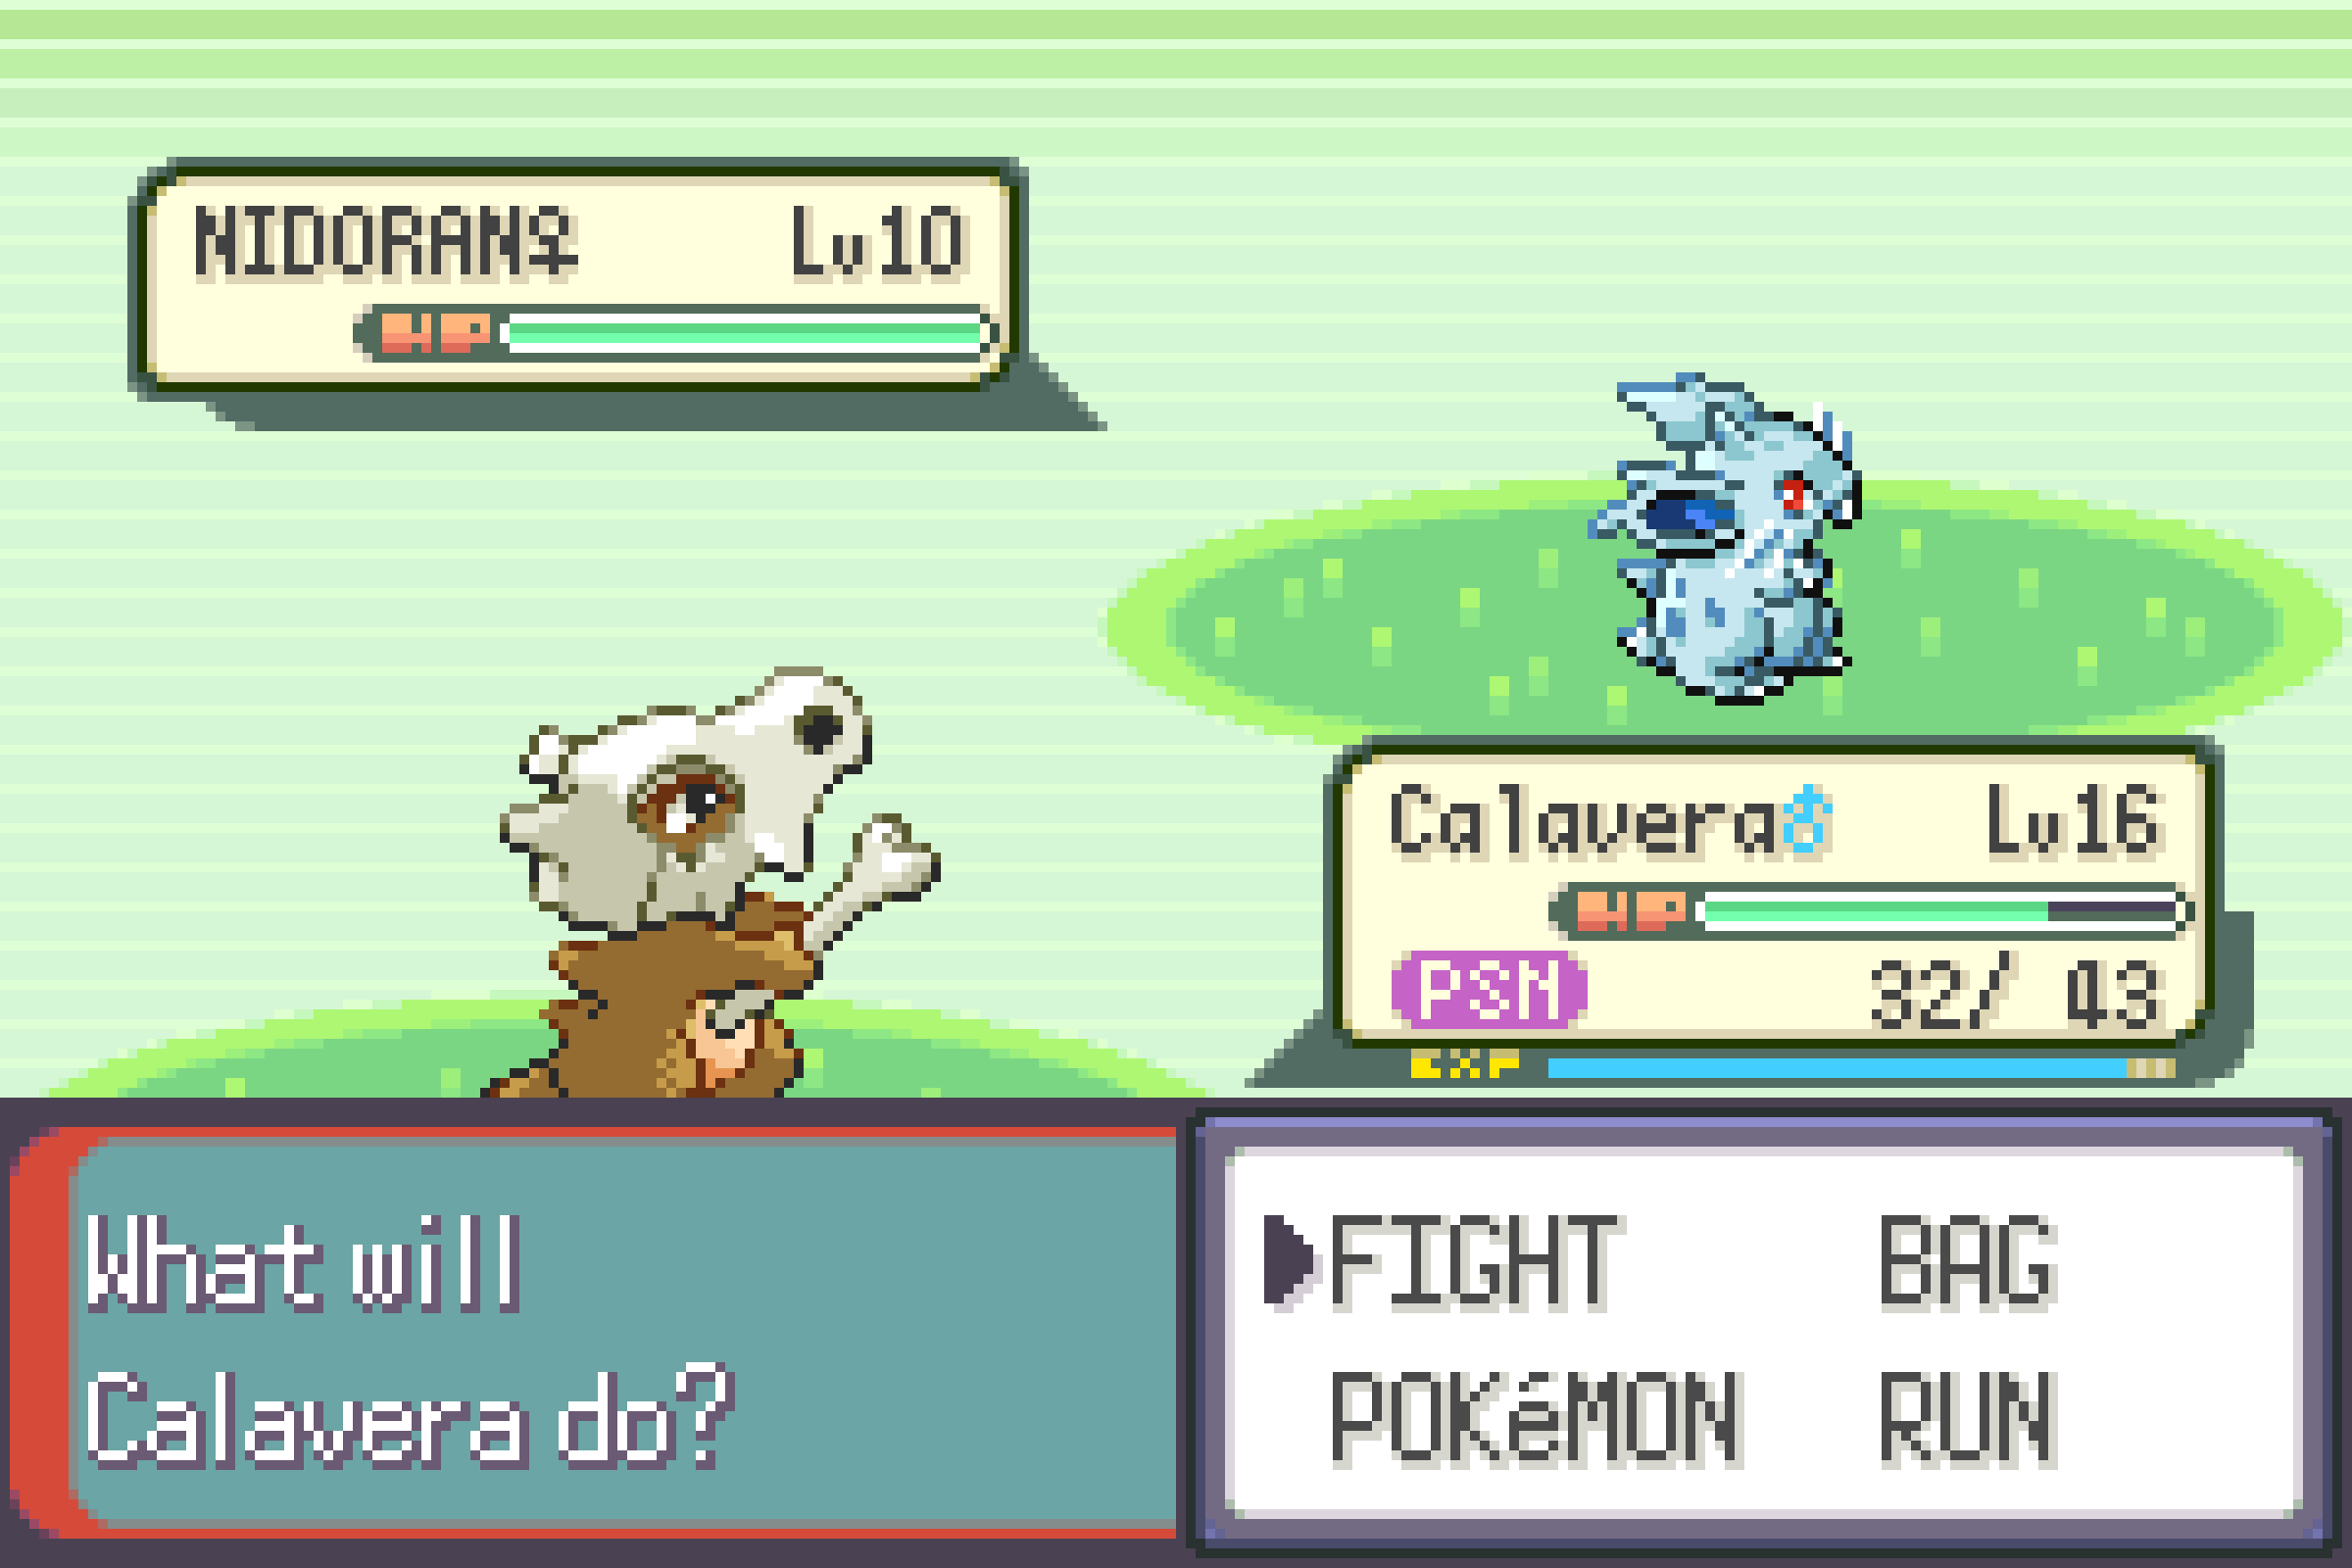 NIDORAN♀ Lv10
HP
Calavera♂ Lv16
HP
PSN 32/ 43
EXP
What will
Calavera do?
▶FIGHT BAG
POKéMON RUN